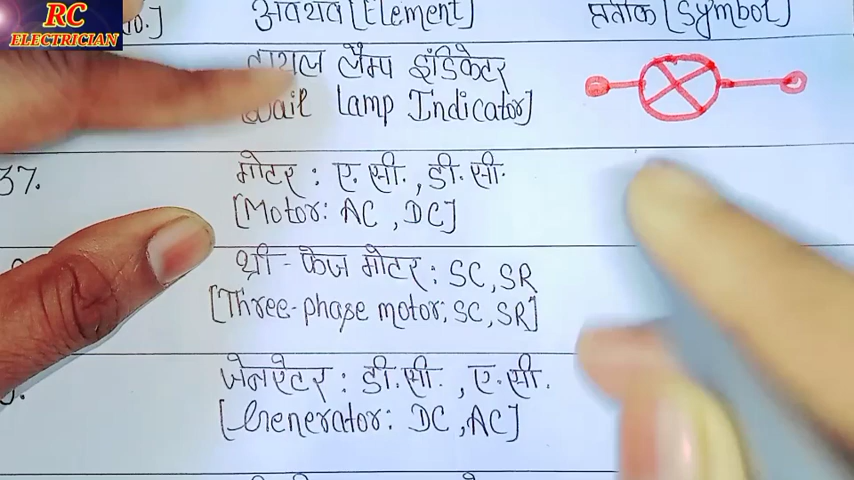 RC
ELECTRICIAN
No.] अवयव [Element] प्रतीक [Symbol]
लैम्प इंडिकेटर
Lamp Indicator]
37. मोटर : ए.सी., डी.सी.
[Motor: AC, DC]
थ्री - फेज मोटर : SC, SR
[Three-phase motor: SC, SR]
जेनरेटर : डी.सी., ए.सी.
[Generator: DC, AC]